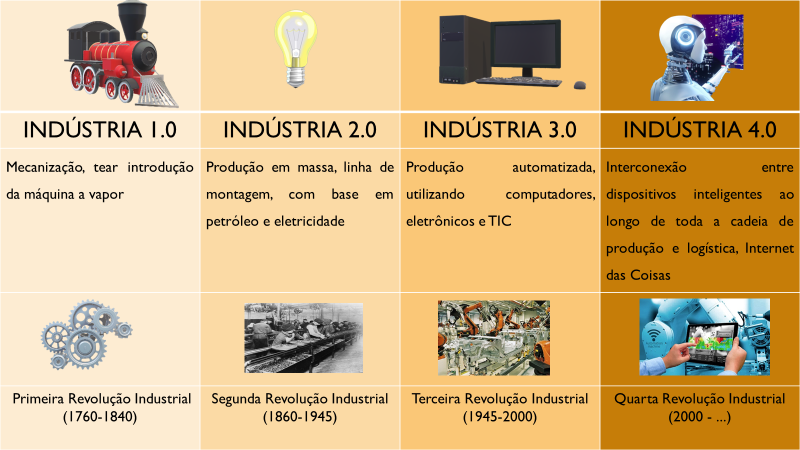 INDÚSTRIA 1.0
INDÚSTRIA 2.0
INDÚSTRIA 3.0
INDÚSTRIA 4.0
Mecanização, tear introdução
da máquina a vapor
Produção em massa, linha de
montagem, com base em
petróleo e eletricidade
Produção automatizada,
utilizando computadores,
eletrônicos e TIC
Interconexão entre
dispositivos inteligentes ao
longo de toda a cadeia de
produção e logística, Internet
das Coisas
Primeira Revolução Industrial
(1760-1840)
Segunda Revolução Industrial
(1860-1945)
Terceira Revolução Industrial
(1945-2000)
Quarta Revolução Industrial
(2000 - ...)